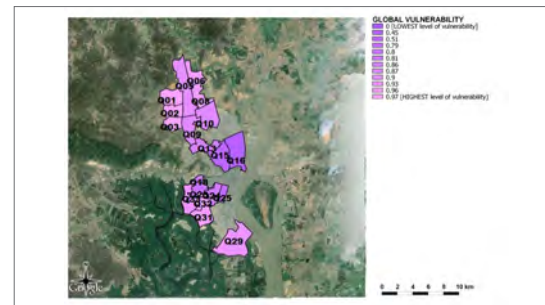 GLOBAL VULNERABILITY
0 [LOWEST level of vulnerability]
0.45
0.51
0.79
0.8
0.81
0.86
0.87
0.9
0.93
0.96
0.97 [HIGHEST level of vulnerability]
Q06
Q05
Q01
Q08
Q02
Q10
Q03
Q09
Q13
Q15
Q16
Q18
Q25
Q32
Q31
Q29
Google
0 2 4 6 8 10 km